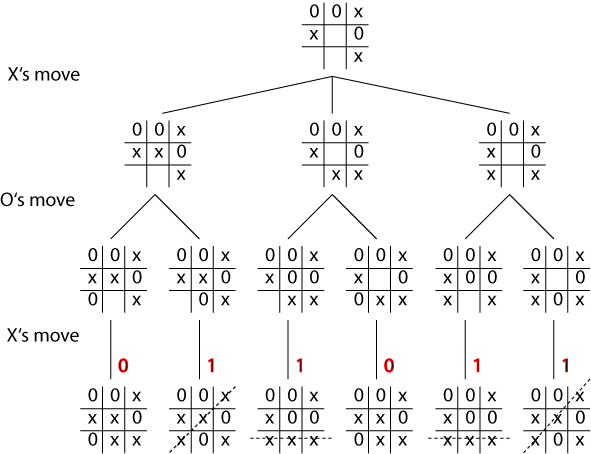 0 0 x
x 0
x
X's move
0 0 x 0 0 x 0 0 x
x x 0 x 0 x 0
x x x x x
O's move
0 0 x 0 0 x 0 0 x 0 0 x 0 0 x 0 0 x
x x 0 x x 0 x 0 0 x 0 x 0 0 x 0
0 x 0 x x x 0 x x x x x 0 x
X's move
0 1 1 0 1 1
0 0 x 0 0 x 0 0 x 0 0 x 0 0 x 0 0 x
x x 0 x x 0 x 0 0 x x 0 x 0 0 x x 0
0 x x x 0 x x x x 0 x x x x x x 0 x